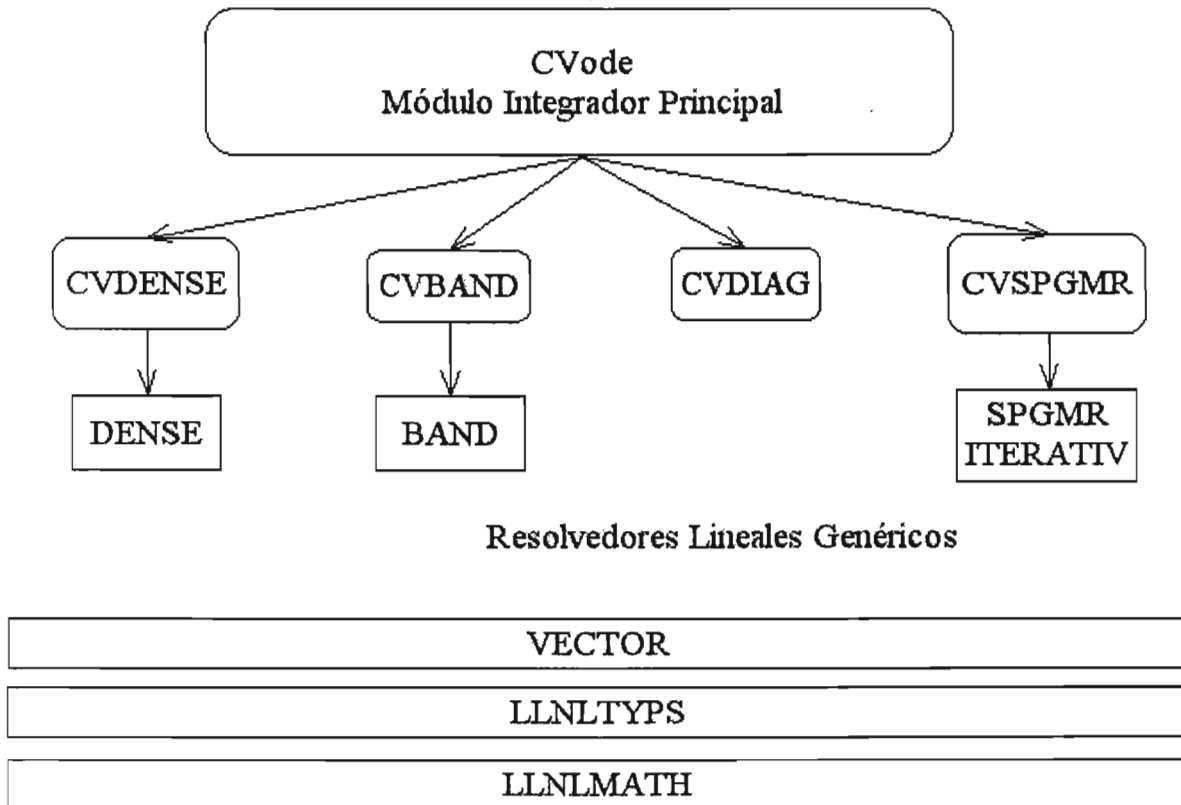 CVode
Módulo Integrador Principal
CVDENSE
CVBAND
CVDIAG
CVSPGMR
DENSE
BAND
SPGMR
ITERATIV
Resolvedores Lineales Genéricos
VECTOR
LLNLTYPS
LLNLMATH